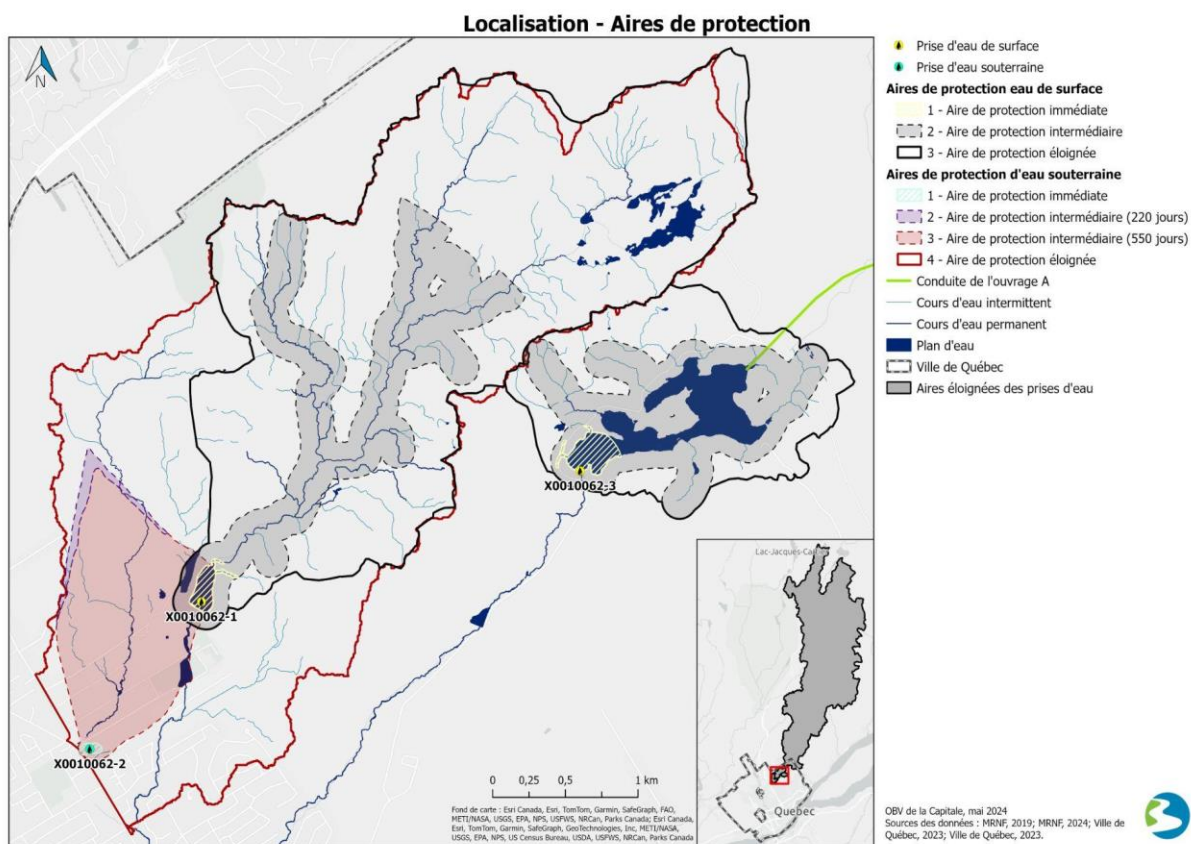 Localisation - Aires de protection
N
X0010062-1
X0010062-2
X0010062-3
0 0,25 0,5 1 km
Fond de carte : Esri Canada, Esri, TomTom, Garmin, SafeGraph, FAO,
METI/NASA, USGS, EPA, NPS, USFWS, NRCan, Parks Canada; Esri Canada,
Esri, TomTom, Garmin, SafeGraph, GeoTechnologies, Inc, METI/NASA,
USGS, EPA, NPS, US Census Bureau, USDA, USFWS, NRCan, Parks Canada
Québec
Prise d'eau de surface
Prise d'eau souterraine
Aires de protection eau de surface
1 - Aire de protection immédiate
2 - Aire de protection intermédiaire
3 - Aire de protection éloignée
Aires de protection d'eau souterraine
1 - Aire de protection immédiate
2 - Aire de protection intermédiaire (220 jours)
3 - Aire de protection intermédiaire (550 jours)
4 - Aire de protection éloignée
Conduite de l'ouvrage A
Cours d'eau intermittent
Cours d'eau permanent
Plan d'eau
Ville de Québec
Aires éloignées des prises d'eau
OBV de la Capitale, mai 2024
Sources des données : MRNF, 2019; MRNF, 2024; Ville de
Québec, 2023; Ville de Québec, 2023.